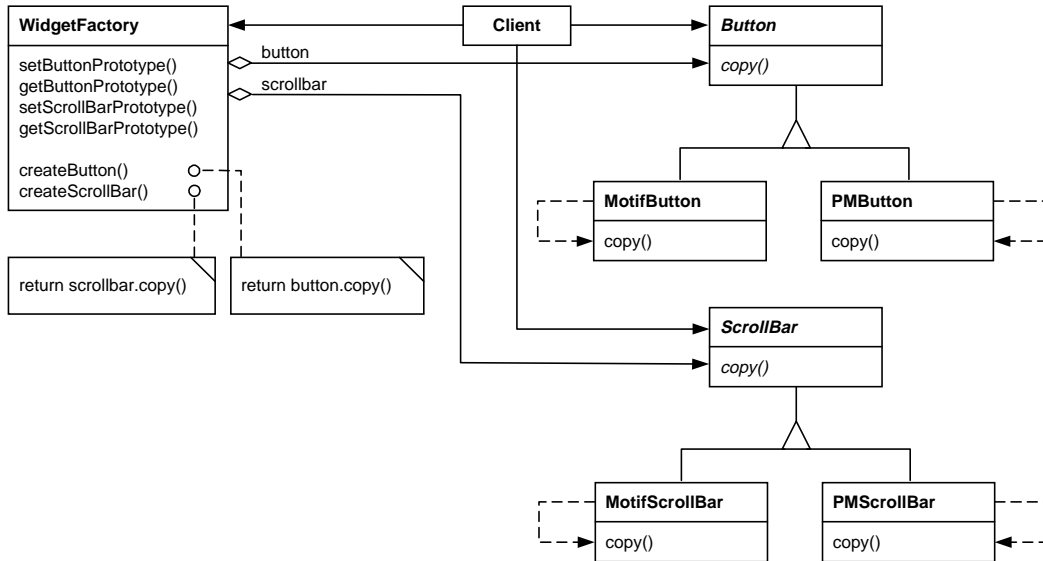 WidgetFactory
setButtonPrototype()
getButtonPrototype()
setScrollBarPrototype()
getScrollBarPrototype()
createButton()
createScrollBar()
return scrollbar.copy()
return button.copy()
Client
button
scrollbar
Button
copy()
MotifButton
copy()
PMButton
copy()
ScrollBar
copy()
MotifScrollBar
copy()
PMScrollBar
copy()